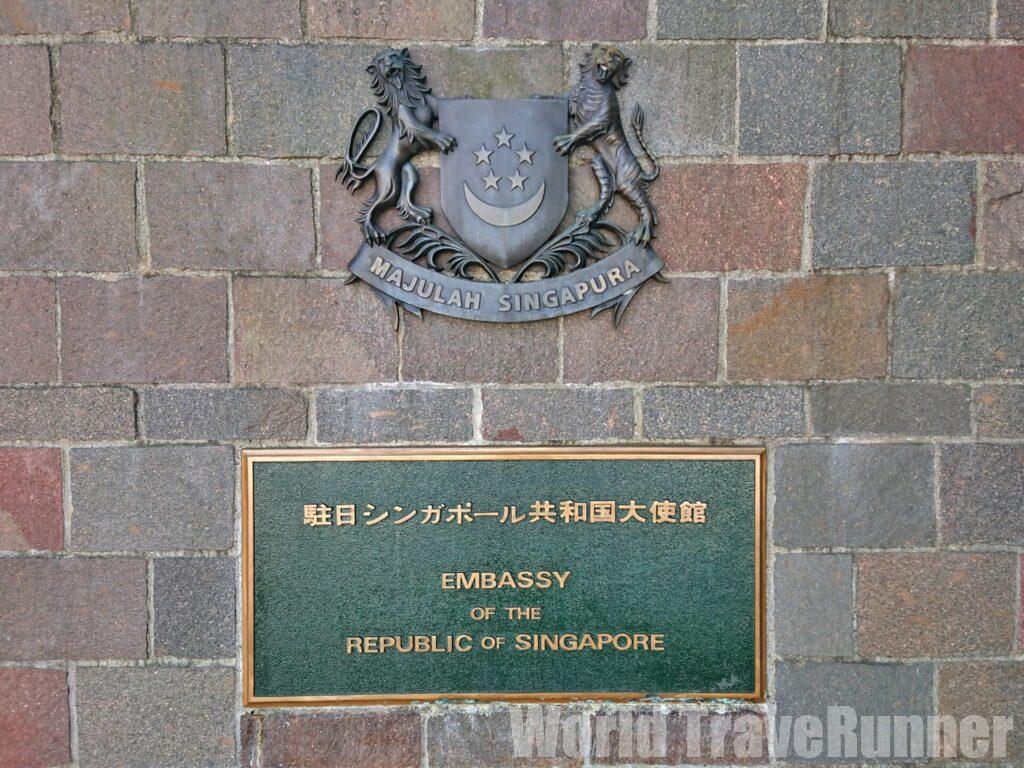 MAJULAH SINGAPURA
駐日シンガポール共和国大使館
EMBASSY
OF THE
REPUBLIC OF SINGAPORE
World TraveRunner